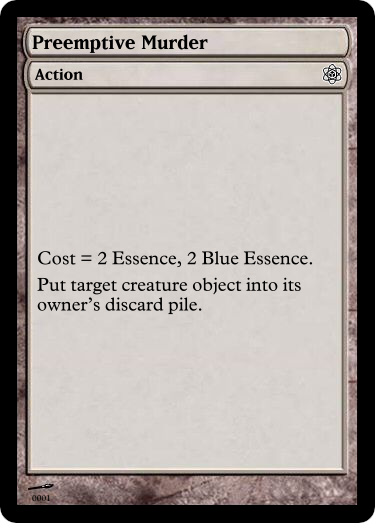 Preemptive Murder
Action
Cost = 2 Essence, 2 Blue Essence.
Put target creature object into its
owner's discard pile.
0001